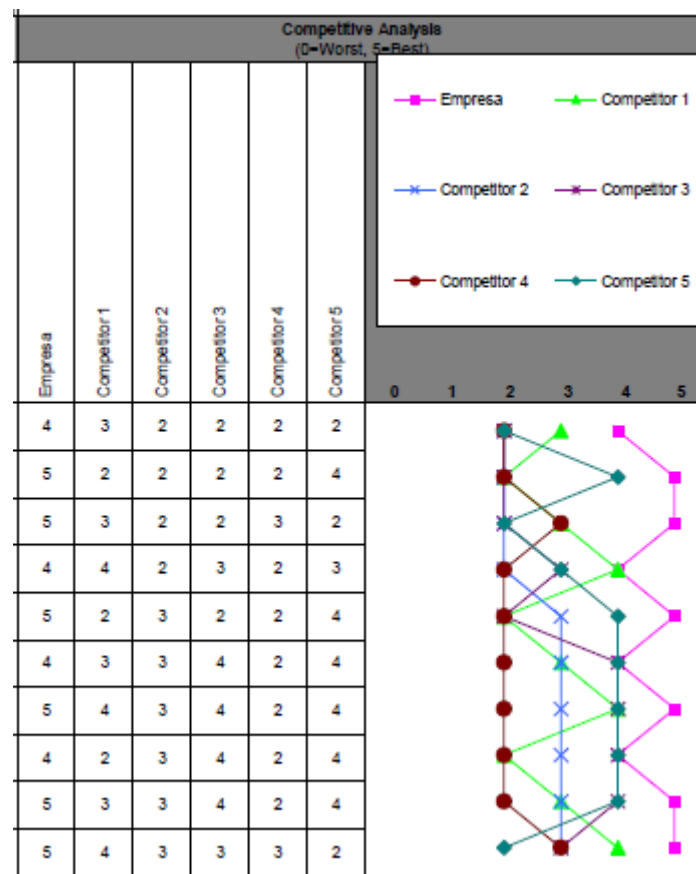 Competitive Analysis
(0=Worst, 5=Best)
Empresa
Competitor 1
Competitor 2
Competitor 3
Competitor 4
Competitor 5
Empresa Competitor 1
Competitor 2 Competitor 3
Competitor 4 Competitor 5
0 1 2 3 4 5
4 3 2 2 2 2
5 2 2 2 2 4
5 3 2 2 3 2
4 4 2 3 2 3
5 2 3 2 2 4
4 3 3 4 2 4
5 4 3 4 2 4
4 2 3 4 2 4
5 3 3 4 2 4
5 4 3 3 3 2